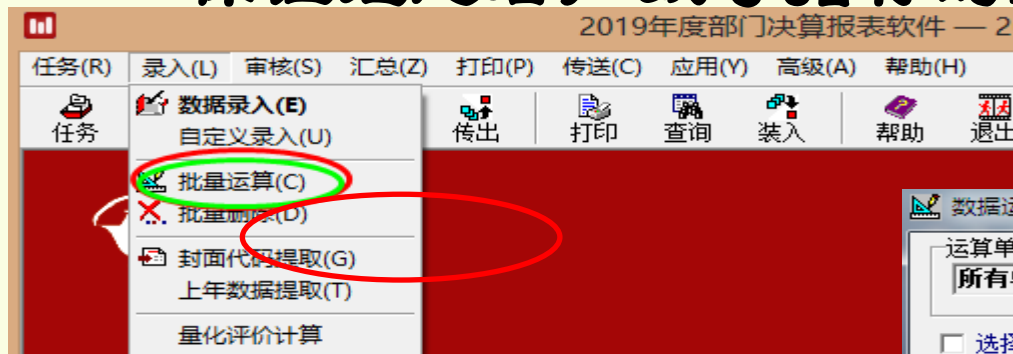 2019年度部门决算报表软件 — 2
任务(R) 录入(L) 审核(S) 汇总(Z) 打印(P) 传送(C) 应用(Y) 高级(A) 帮助(H)
任务 传出 打印 查询 装入 帮助 退出
数据录入(E)
自定义录入(U)
批量运算(C)
批量删除(D)
封面代码提取(G)
上年数据提取(T)
量化评价计算
数据运
运算单
所有
选择